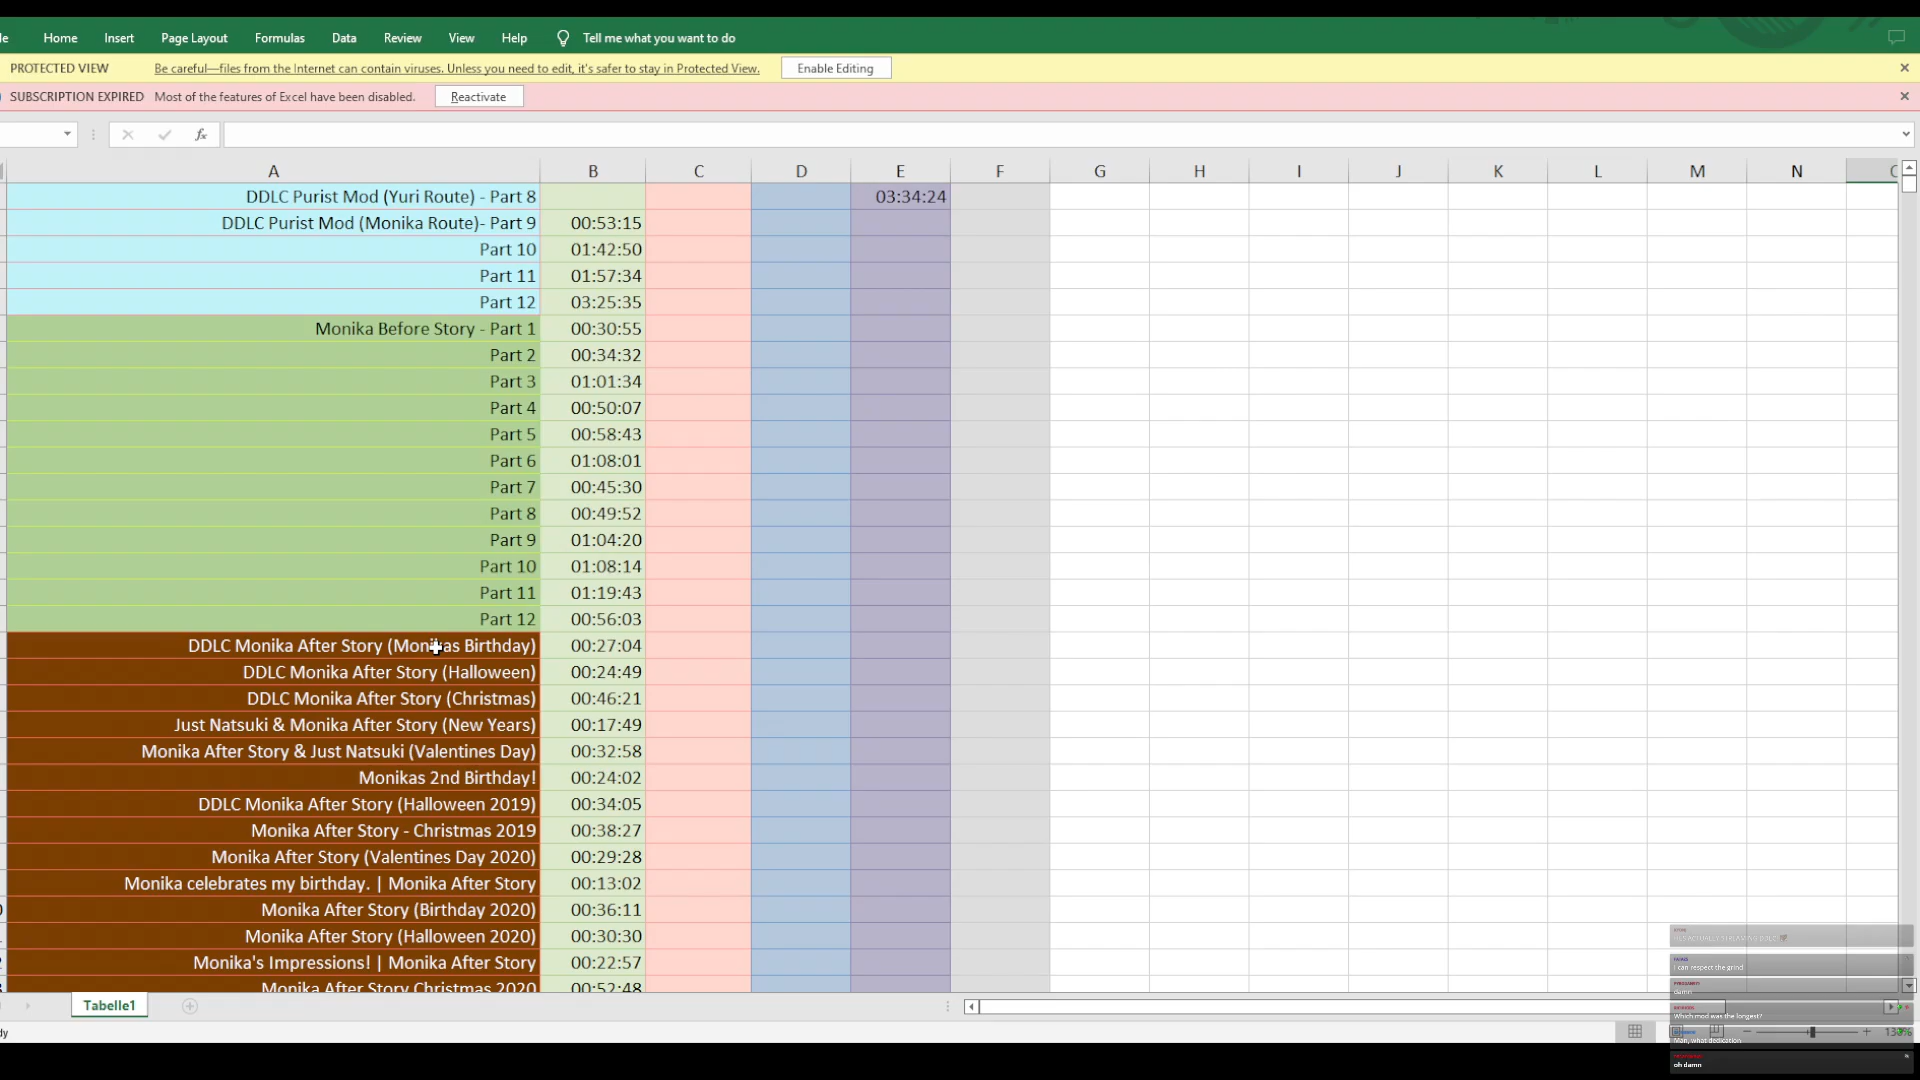 Home Insert Page Layout Formulas Data Review View Help Tell me what you want to do
PROTECTED VIEW Be careful—files from the Internet can contain viruses. Unless you need to edit, it's safer to stay in Protected View. Enable Editing
SUBSCRIPTION EXPIRED Most of the features of Excel have been disabled. Reactivate
fx
A B C D E F G H I J K L M N
DDLC Purist Mod (Yuri Route) - Part 8 03:34:24
DDLC Purist Mod (Monika Route)- Part 9 00:53:15
Part 10 01:42:50
Part 11 01:57:34
Part 12 03:25:35
Monika Before Story - Part 1 00:30:55
Part 2 00:34:32
Part 3 01:01:34
Part 4 00:50:07
Part 5 00:58:43
Part 6 01:08:01
Part 7 00:45:30
Part 8 00:49:52
Part 9 01:04:20
Part 10 01:08:14
Part 11 01:19:43
Part 12 00:56:03
DDLC Monika After Story (Monikas Birthday) 00:27:04
DDLC Monika After Story (Halloween) 00:24:49
DDLC Monika After Story (Christmas) 00:46:21
Just Natsuki & Monika After Story (New Years) 00:17:49
Monika After Story & Just Natsuki (Valentines Day) 00:32:58
Monikas 2nd Birthday! 00:24:02
DDLC Monika After Story (Halloween 2019) 00:34:05
Monika After Story - Christmas 2019 00:38:27
Monika After Story (Valentines Day 2020) 00:29:28
Monika celebrates my birthday. | Monika After Story 00:13:02
Monika After Story (Birthday 2020) 00:36:11
Monika After Story (Halloween 2020) 00:30:30
Monika's Impressions! | Monika After Story 00:22:57
Monika After Story Christmas 2020 00:52:48
I can respect the grind
damn
Which mod was the longest?
Man, what dedication
oh damn
Tabelle1